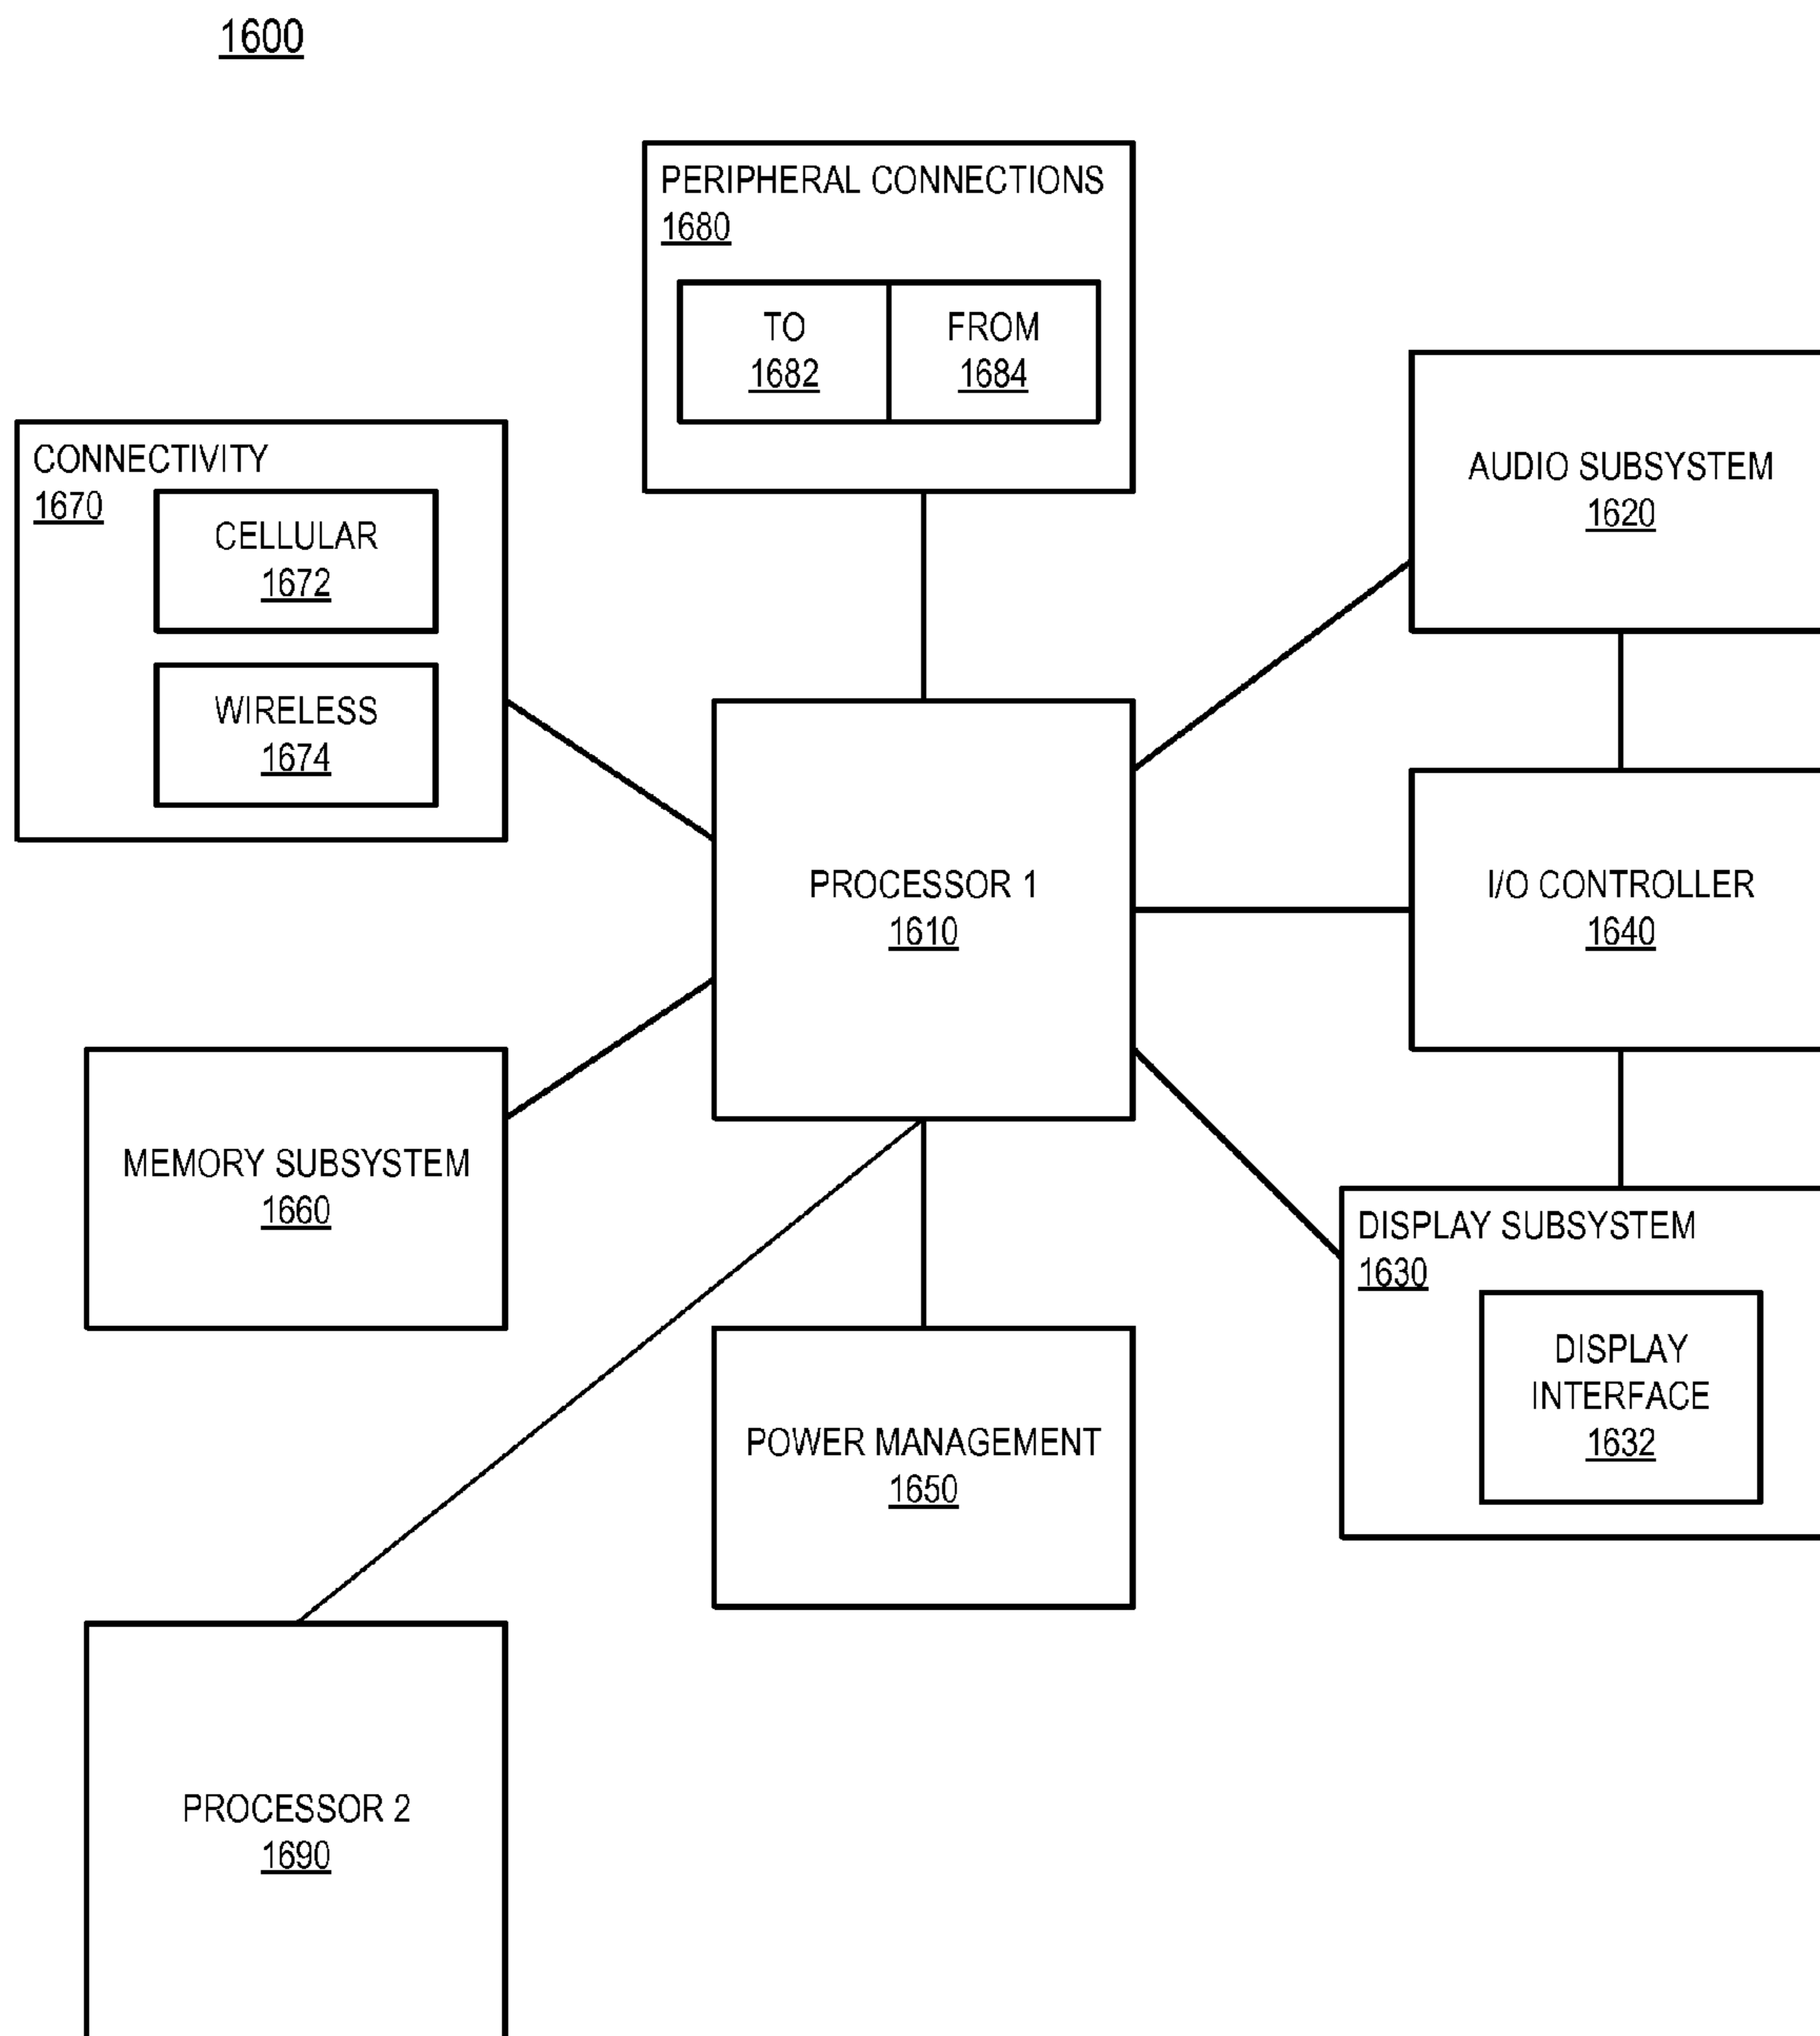 1600
PERIPHERAL CONNECTIONS
1680
TO
1682
FROM
1684
CONNECTIVITY
1670
CELLULAR
1672
WIRELESS
1674
AUDIO SUBSYSTEM
1620
PROCESSOR 1
1610
I/O CONTROLLER
1640
MEMORY SUBSYSTEM
1660
DISPLAY SUBSYSTEM
1630
DISPLAY
INTERFACE
1632
POWER MANAGEMENT
1650
PROCESSOR 2
1690